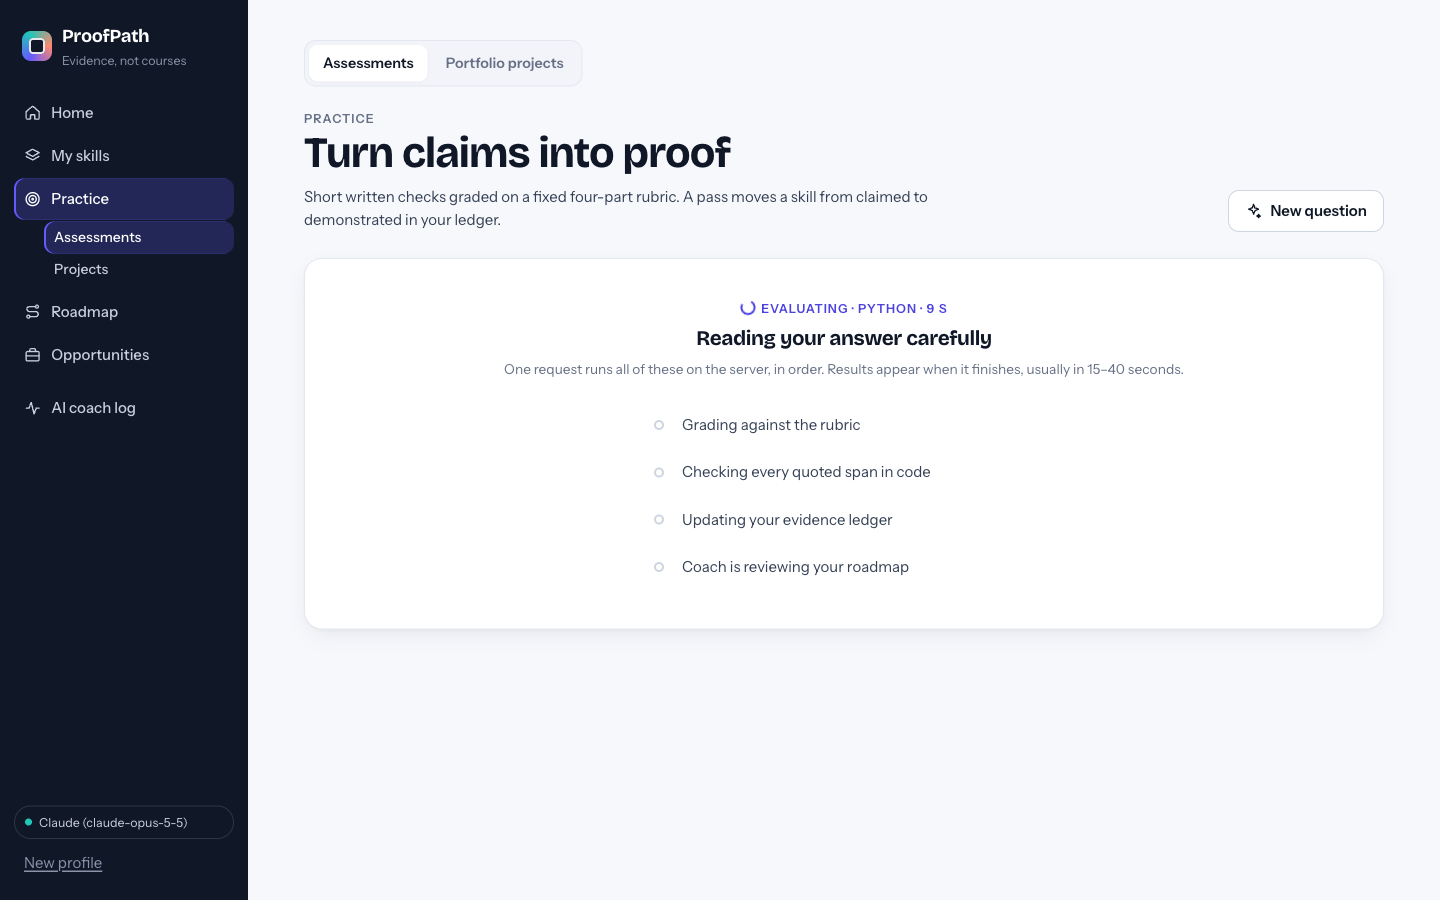 ProofPath
Evidence, not courses
Home
My skills
Practice
Assessments
Projects
Roadmap
Opportunities
AI coach log
Claude (claude-opus-5-5)
New profile
Assessments
Portfolio projects
PRACTICE
Turn claims into proof
Short written checks graded on a fixed four-part rubric. A pass moves a skill from claimed to
demonstrated in your ledger.
New question
EVALUATING · PYTHON · 9 S
Reading your answer carefully
One request runs all of these on the server, in order. Results appear when it finishes, usually in 15–40 seconds.
Grading against the rubric
Checking every quoted span in code
Updating your evidence ledger
Coach is reviewing your roadmap